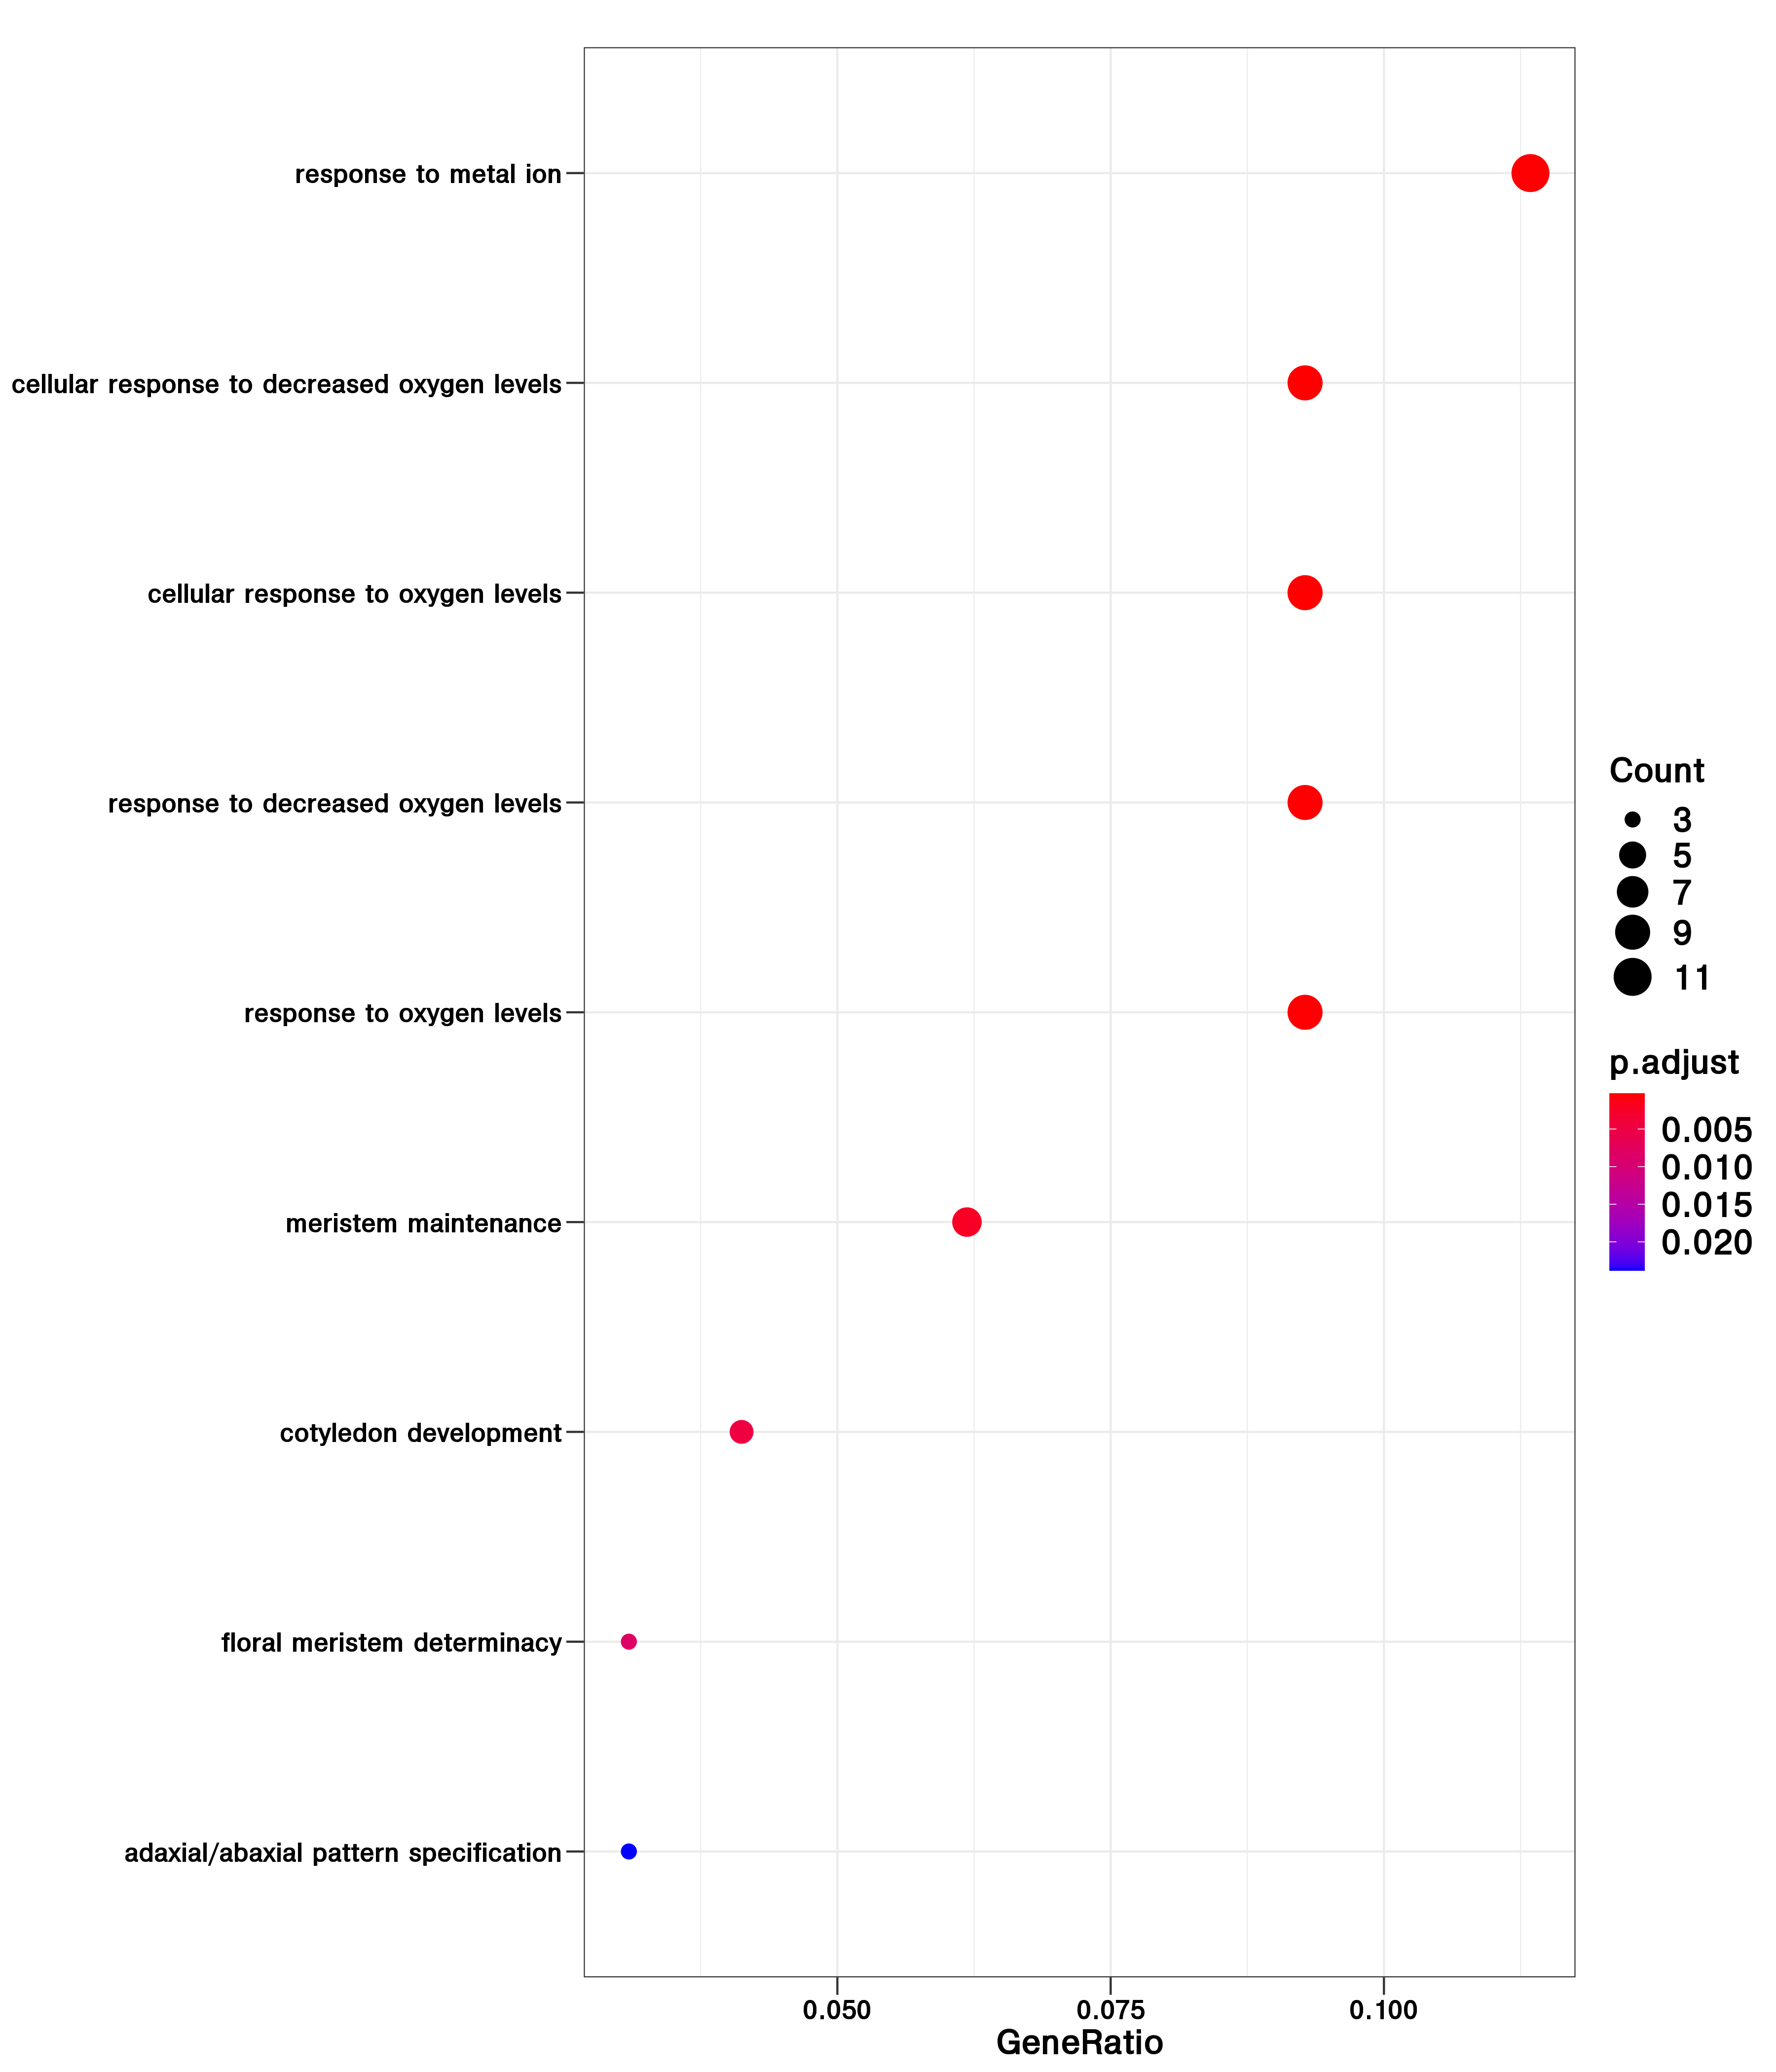 response to metal ion
cellular response to decreased oxygen levels
cellular response to oxygen levels
response to decreased oxygen levels
response to oxygen levels
meristem maintenance
cotyledon development
floral meristem determinacy
adaxial/abaxial pattern specification
0.050 0.075 0.100
GeneRatio
Count
3
5
7
9
11
p.adjust
0.005
0.010
0.015
0.020